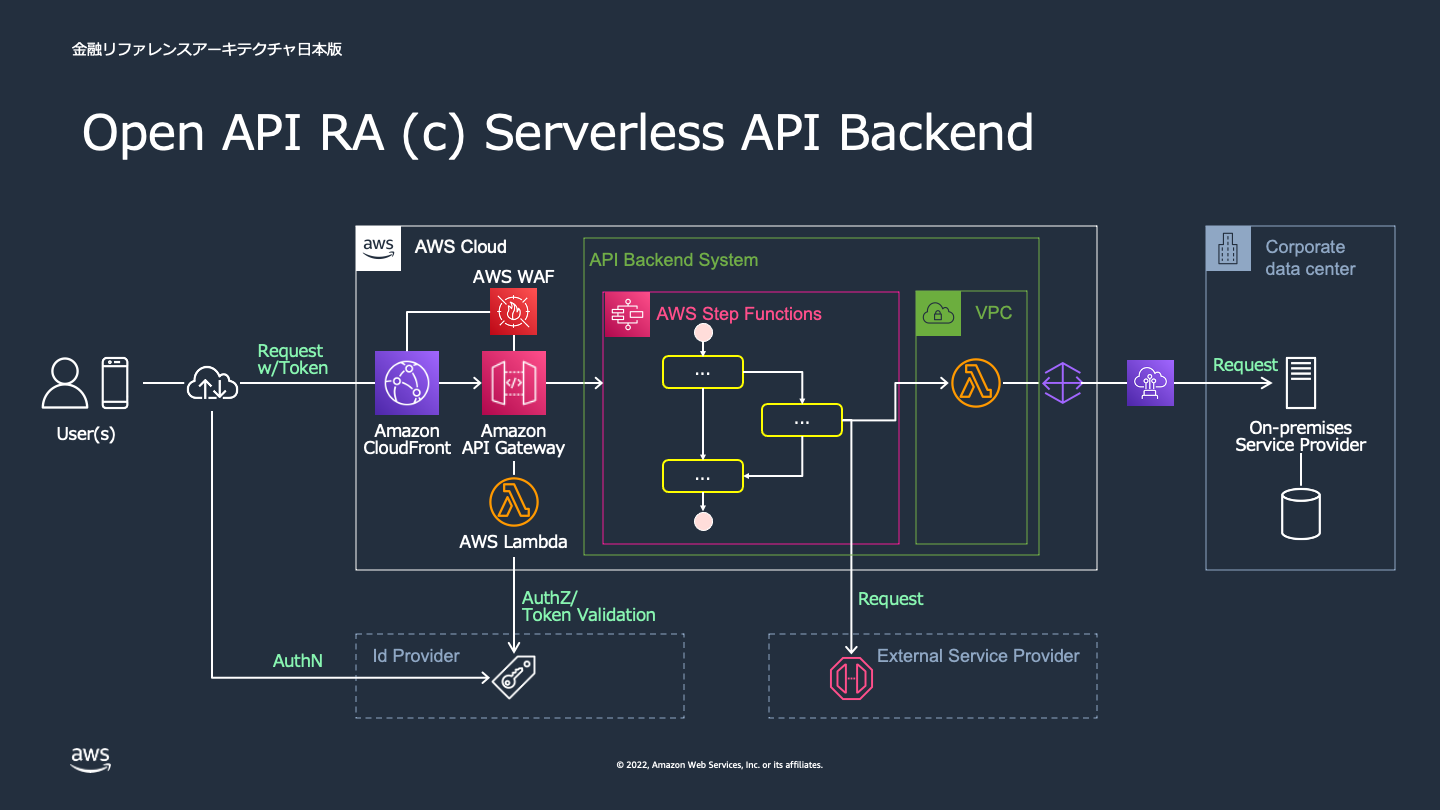 金融リファレンスアーキテクチャ日本版
Open API RA (c) Serverless API Backend
aws
AWS Cloud
AWS WAF
API Backend System
AWS Step Functions
VPC
Corporate
data center
Request
w/Token
Request
...
...
...
User(s)
Amazon
CloudFront
Amazon
API Gateway
On-premises
Service Provider
AWS Lambda
AuthZ/
Token Validation
Request
Id Provider
AuthN
External Service Provider
aws
© 2022, Amazon Web Services, Inc. or its affiliates.